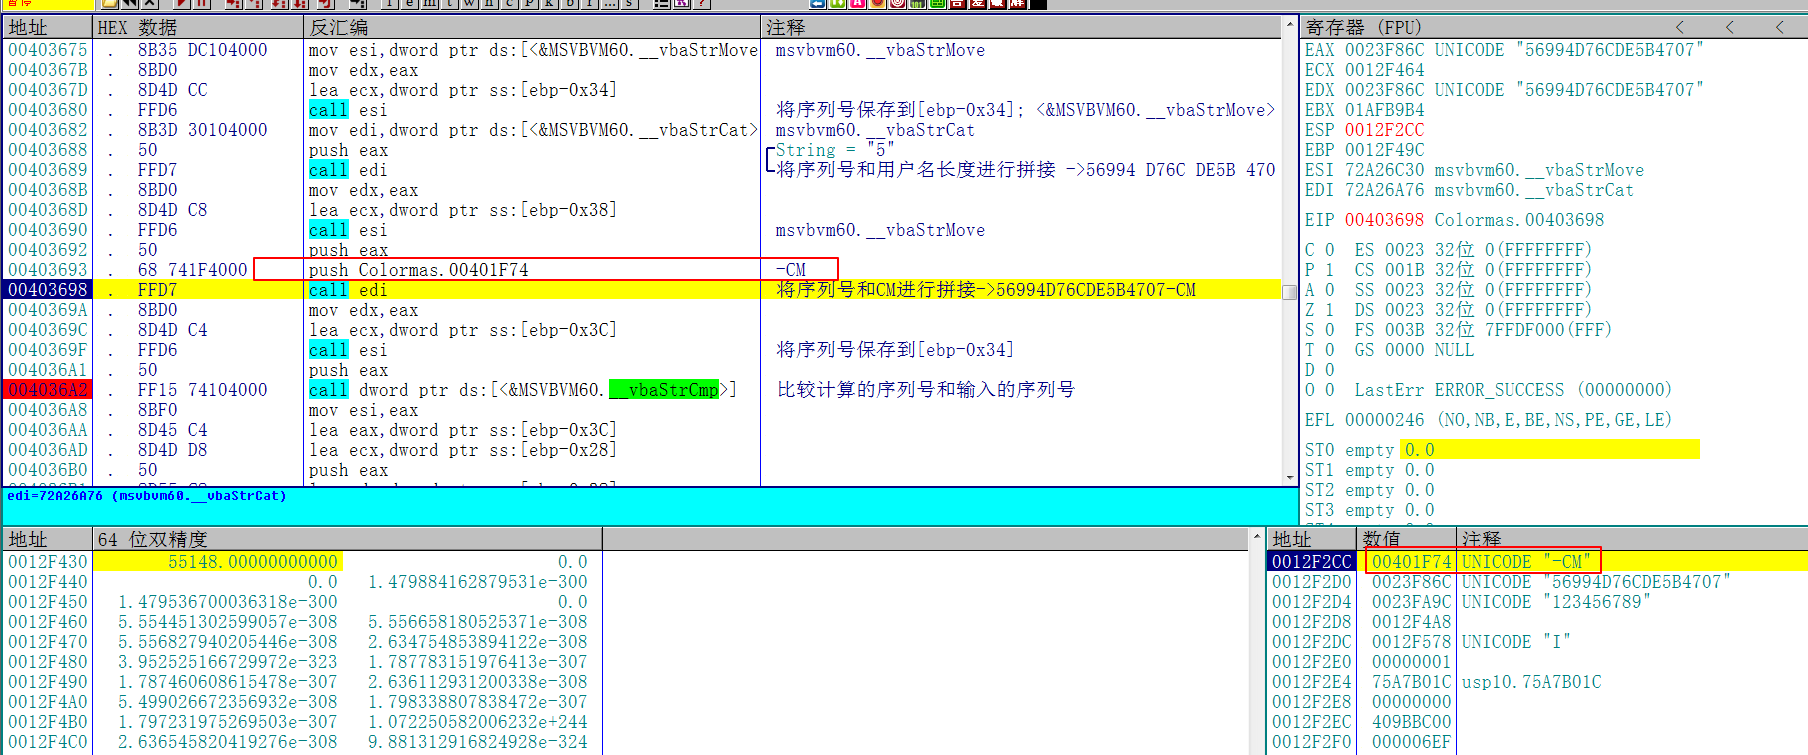 暂停
l e m t w h c P k b r ... s
地址 HEX 数据 反汇编 注释
00403675 . 8B35 DC104000 mov esi,dword ptr ds:[<&MSVBVM60.__vbaStrMove msvbvm60.__vbaStrMove
0040367B . 8BD0 mov edx,eax
0040367D . 8D4D CC lea ecx,dword ptr ss:[ebp-0x34]
00403680 . FFD6 call esi 将序列号保存到[ebp-0x34]; <&MSVBVM60.__vbaStrMove>
00403682 . 8B3D 30104000 mov edi,dword ptr ds:[<&MSVBVM60.__vbaStrCat> msvbvm60.__vbaStrCat
00403688 . 50 push eax String = "5"
00403689 . FFD7 call edi 将序列号和用户名长度进行拼接 ->56994 D76C DE5B 470
0040368B . 8BD0 mov edx,eax
0040368D . 8D4D C8 lea ecx,dword ptr ss:[ebp-0x38]
00403690 . FFD6 call esi msvbvm60.__vbaStrMove
00403692 . 50 push eax
00403693 . 68 741F4000 push Colormas.00401F74 -CM
00403698 . FFD7 call edi 将序列号和CM进行拼接->56994D76CDE5B4707-CM
0040369A . 8BD0 mov edx,eax
0040369C . 8D4D C4 lea ecx,dword ptr ss:[ebp-0x3C]
0040369F . FFD6 call esi 将序列号保存到[ebp-0x34]
004036A1 . 50 push eax
004036A2 . FF15 74104000 call dword ptr ds:[<&MSVBVM60.__vbaStrCmp>] 比较计算的序列号和输入的序列号
004036A8 . 8BF0 mov esi,eax
004036AA . 8D45 C4 lea eax,dword ptr ss:[ebp-0x3C]
004036AD . 8D4D D8 lea ecx,dword ptr ss:[ebp-0x28]
004036B0 . 50 push eax
edi=72A26A76 (msvbvm60.__vbaStrCat)
寄存器 (FPU) < < <
EAX 0023F86C UNICODE "56994D76CDE5B4707"
ECX 0012F464
EDX 0023F86C UNICODE "56994D76CDE5B4707"
EBX 01AFB9B4
ESP 0012F2CC
EBP 0012F49C
ESI 72A26C30 msvbvm60.__vbaStrMove
EDI 72A26A76 msvbvm60.__vbaStrCat
EIP 00403698 Colormas.00403698
C 0 ES 0023 32位 0(FFFFFFFF)
P 1 CS 001B 32位 0(FFFFFFFF)
A 0 SS 0023 32位 0(FFFFFFFF)
Z 1 DS 0023 32位 0(FFFFFFFF)
S 0 FS 003B 32位 7FFDF000(FFF)
T 0 GS 0000 NULL
D 0
O 0 LastErr ERROR_SUCCESS (00000000)
EFL 00000246 (NO,NB,E,BE,NS,PE,GE,LE)
ST0 empty 0.0
ST1 empty 0.0
ST2 empty 0.0
ST3 empty 0.0
地址 64 位双精度
0012F430 55148.00000000000 0.0
0012F440 0.0 1.479884162879531e-300
0012F450 1.479536700036318e-300 0.0
0012F460 5.554451302599057e-308 5.556658180525371e-308
0012F470 5.556827940205446e-308 2.634754853894122e-308
0012F480 3.952525166729972e-323 1.787783151976413e-307
0012F490 1.787460608615478e-307 2.636112931200338e-308
0012F4A0 5.499026672356932e-308 1.798339807838472e-307
0012F4B0 1.797231975269503e-307 1.072250582006232e+244
0012F4C0 2.636545820419276e-308 9.881312916824928e-324
地址 数值 注释
0012F2CC 00401F74 UNICODE "-CM"
0012F2D0 0023F86C UNICODE "56994D76CDE5B4707"
0012F2D4 0023FA9C UNICODE "123456789"
0012F2D8 0012F4A8
0012F2DC 0012F578 UNICODE "I"
0012F2E0 00000001
0012F2E4 75A7B01C usp10.75A7B01C
0012F2E8 00000000
0012F2EC 409BBC00
0012F2F0 000006EF